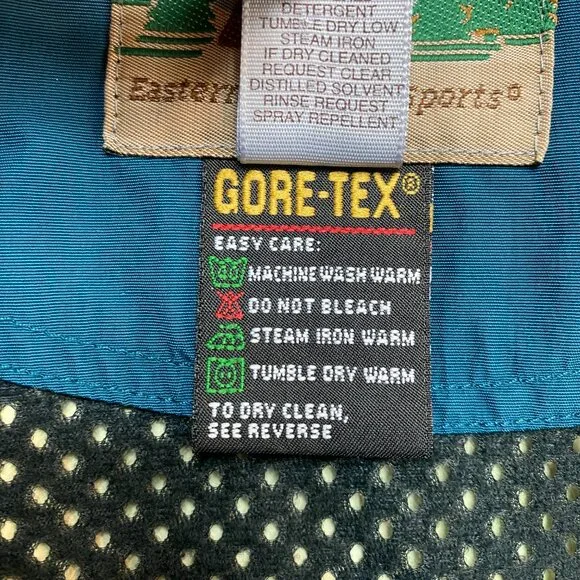 DETERGENT
TUMBLE DRY LOW
STEAM IRON
IF DRY CLEANED
REQUEST CLEAR
DISTILLED SOLVENT
RINSE REQUEST
SPRAY REPELLENT
Eastern sports®
GORE-TEX®
EASY CARE:
40 MACHINE WASH WARM
DO NOT BLEACH
STEAM IRON WARM
TUMBLE DRY WARM
TO DRY CLEAN,
SEE REVERSE